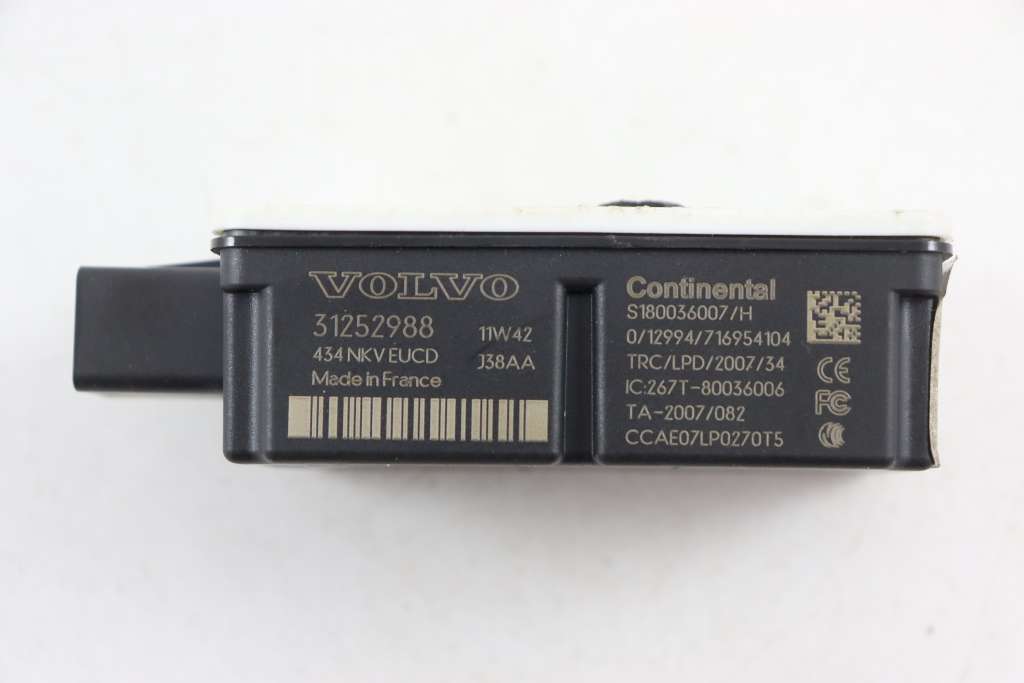 VOLVO
31252988
11W42
434 NKV EUCD
J38AA
Made in France
Continental
S180036007/H
0/12994/716954104
TRC/LPD/2007/34
IC:267T-80036006
TA-2007/082
CCAE07LP0270T5
CE
FC